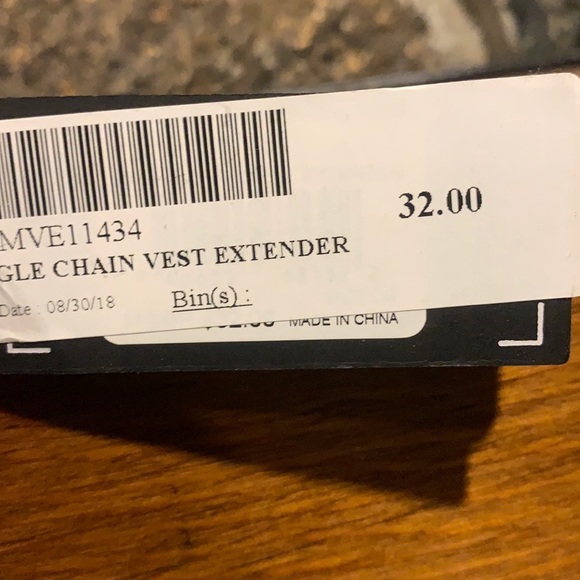 32.00
MVE11434
GLE CHAIN VEST EXTENDER
Date : 08/30/18 Bin(s) :
MADE IN CHINA